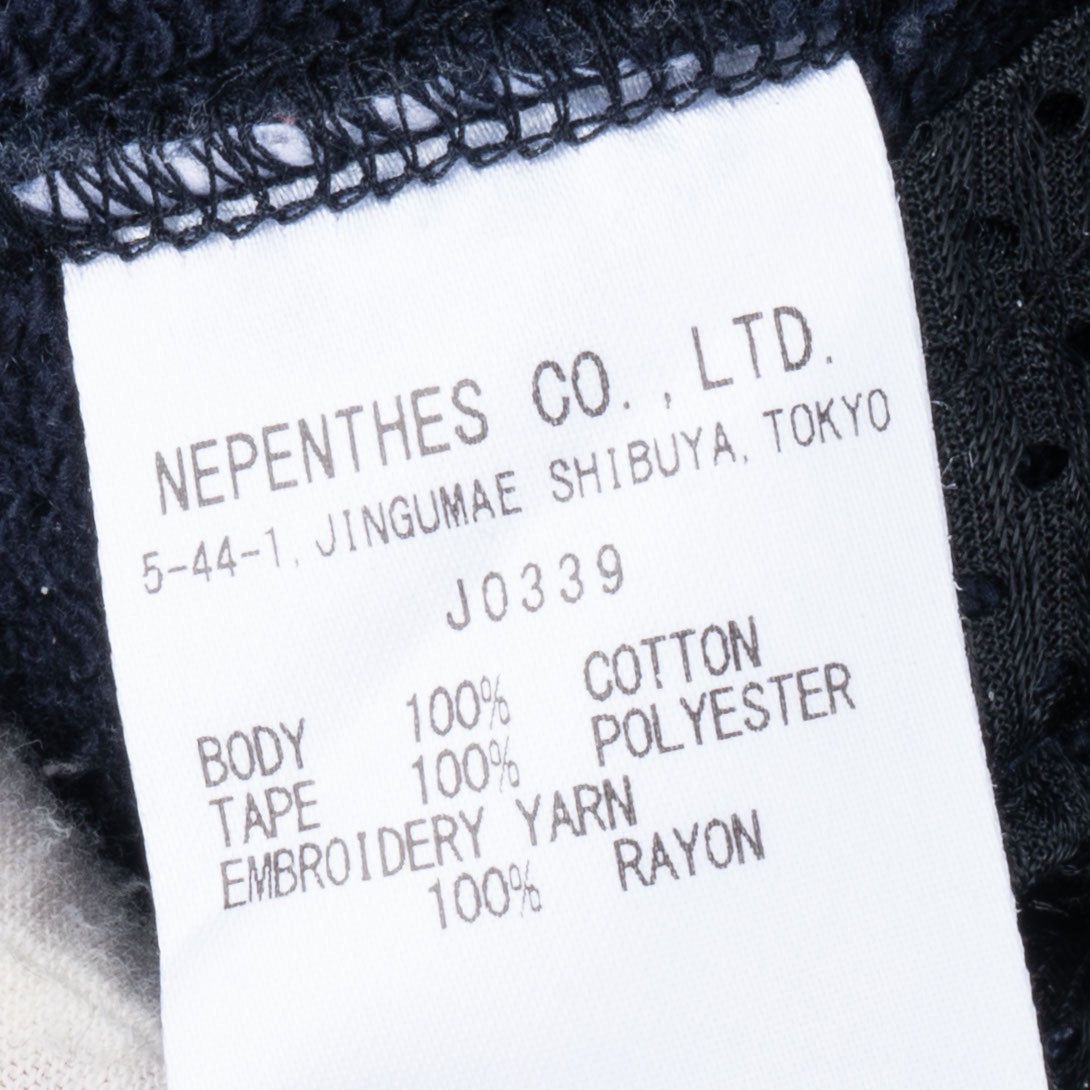 NEPENTHES CO., LTD.
5-44-1, JINGUMAE SHIBUYA, TOKYO
J0339
BODY 100% COTTON
TAPE 100% POLYESTER
EMBROIDERY YARN
100% RAYON